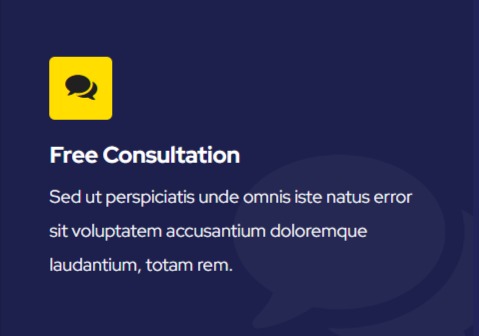 Free Consultation
Sed ut perspiciatis unde omnis iste natus error
sit voluptatem accusantium doloremque
laudantium, totam rem.